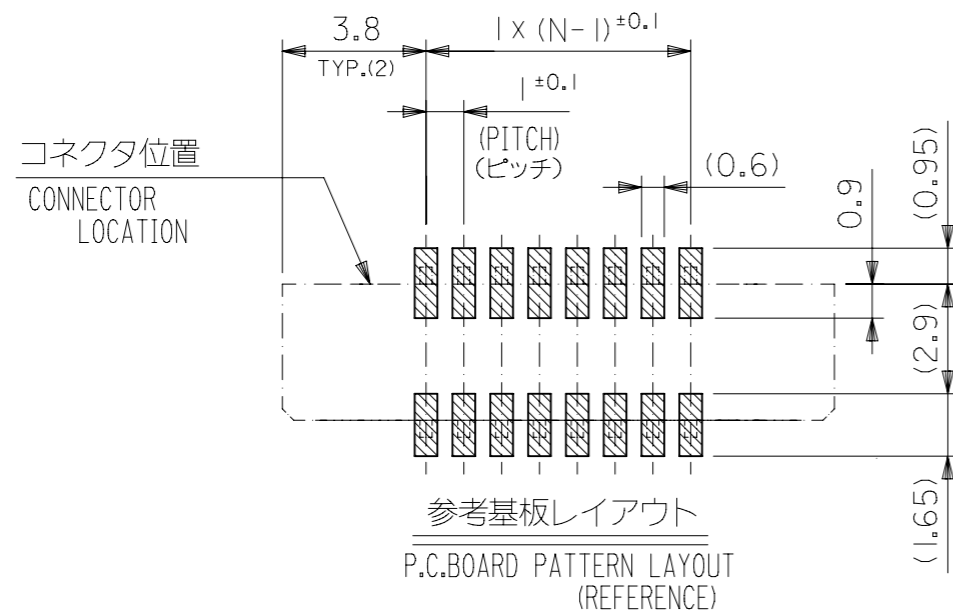 3.8
TYP.(2)
1×(N-1)±0.1
1±0.1
(PITCH)
(ピッチ)
(0.6)
0.9
(0.95)
(2.9)
(1.65)
コネクタ位置
CONNECTOR
LOCATION
参考基板レイアウト
P.C.BOARD PATTERN LAYOUT
(REFERENCE)